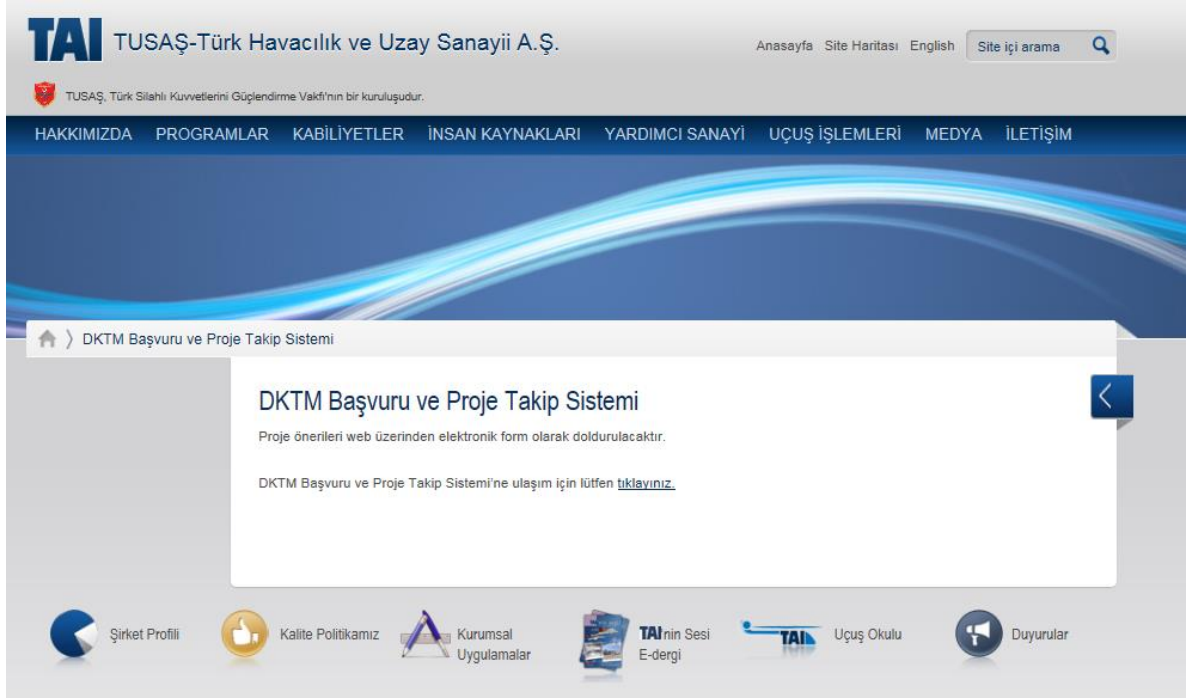 TAI TUSAŞ-Türk Havacılık ve Uzay Sanayii A.Ş.
Anasayfa Site Haritası English Site içi arama
TUSAŞ, Türk Silahlı Kuvvetlerini Güçlendirme Vakfı'nın bir kuruluşudur.
HAKKIMIZDA PROGRAMLAR KABİLİYETLER İNSAN KAYNAKLARI YARDIMCI SANAYİ UÇUŞ İŞLEMLERİ MEDYA İLETİŞİM
DKTM Başvuru ve Proje Takip Sistemi
DKTM Başvuru ve Proje Takip Sistemi
Proje önerileri web üzerinden elektronik form olarak doldurulacaktır.
DKTM Başvuru ve Proje Takip Sistemi'ne ulaşım için lütfen tıklayınız.
Şirket Profili
Kalite Politikamız
Kurumsal
Uygulamalar
TAI'nin Sesi
E-dergi
TAI Uçuş Okulu
Duyurular